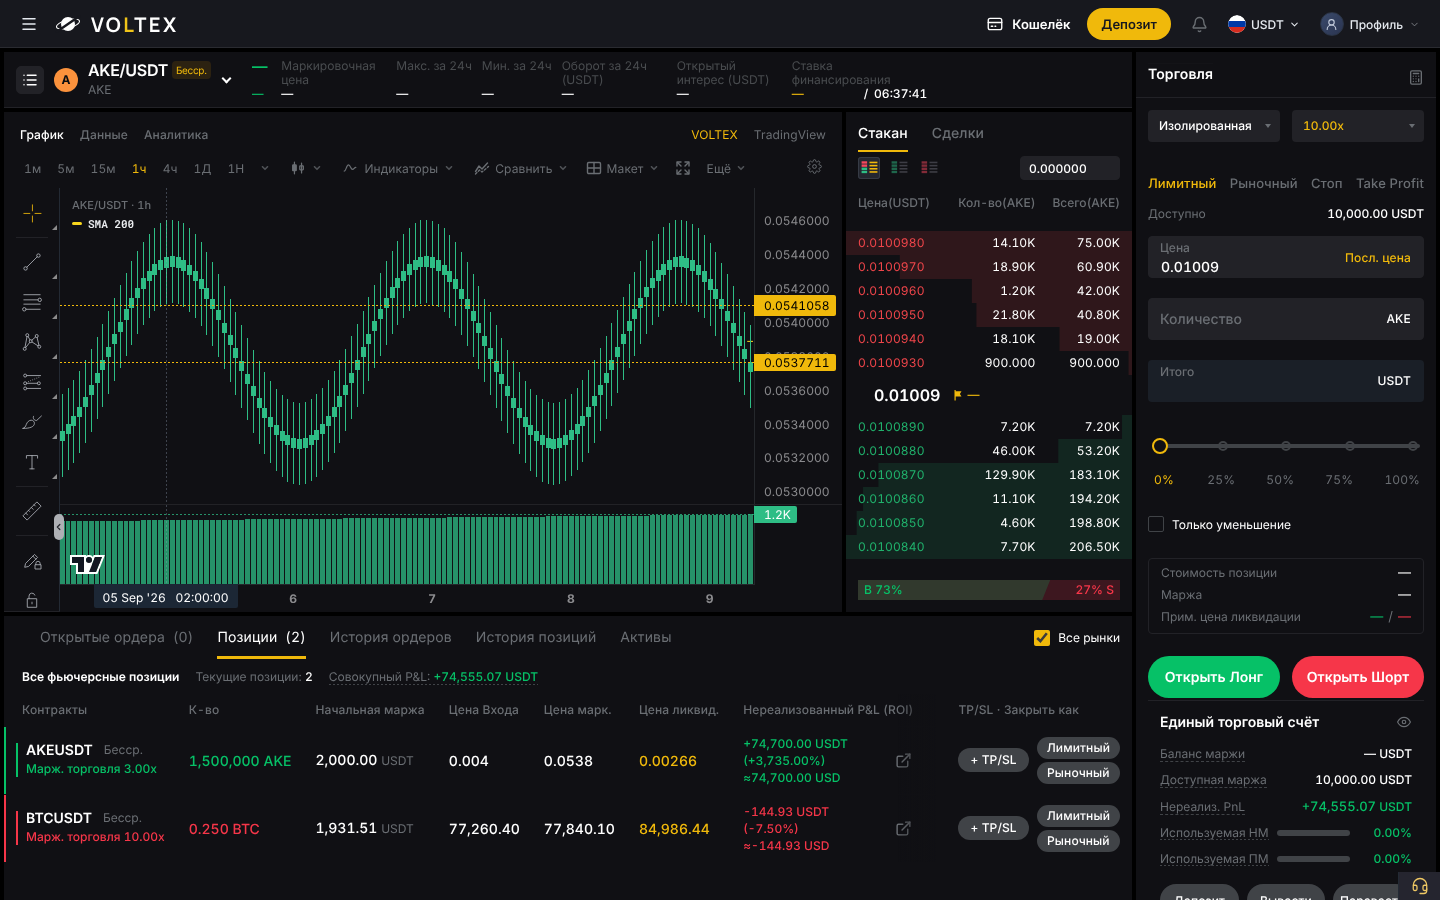 VOLTEX
Кошелёк
Депозит
USDT
Профиль
AKE/USDT Бесср.
AKE
Маркировочная цена
—
Макс. за 24ч
—
Мин. за 24ч
—
Оборот за 24ч (USDT)
—
Открытый интерес (USDT)
—
Ставка финансирования
— / 06:37:41
График Данные Аналитика
VOLTEX TradingView
1м 5м 15м 1ч 4ч 1Д 1Н
Индикаторы Сравнить Макет Ещё
AKE/USDT · 1h
SMA 200
0.0546000
0.0544000
0.0542000
0.0541058
0.0540000
0.0537711
0.0536000
0.0534000
0.0532000
0.0530000
1.2K
05 Sep '26 02:00:00 6 7 8 9
Стакан Сделки
0.000000
Цена(USDT) Кол-во(AKE) Всего(AKE)
0.0100980 14.10K 75.00K
0.0100970 18.90K 60.90K
0.0100960 1.20K 42.00K
0.0100950 21.80K 40.80K
0.0100940 18.10K 19.00K
0.0100930 900.000 900.000
0.01009 —
0.0100890 7.20K 7.20K
0.0100880 46.00K 53.20K
0.0100870 129.90K 183.10K
0.0100860 11.10K 194.20K
0.0100850 4.60K 198.80K
0.0100840 7.70K 206.50K
B 73% 27% S
Торговля
Изолированная 10.00x
Лимитный Рыночный Стоп Take Profit
Доступно 10,000.00 USDT
Цена
0.01009 Посл. цена
Количество AKE
Итого USDT
0% 25% 50% 75% 100%
Только уменьшение
Стоимость позиции —
Маржа —
Прим. цена ликвидации — / —
Открыть Лонг Открыть Шорт
Единый торговый счёт
Баланс маржи — USDT
Доступная маржа 10,000.00 USDT
Нереализ. PnL +74,555.07 USDT
Используемая НМ 0.00%
Используемая ПМ 0.00%
Депозит Вывести Перевест
Открытые ордера (0) Позиции (2) История ордеров История позиций Активы
Все рынки
Все фьючерсные позиции Текущие позиции: 2 Совокупный P&L: +74,555.07 USDT
Контракты К-во Начальная маржа Цена Входа Цена марк. Цена ликвид. Нереализованный P&L (ROI) TP/SL · Закрыть как
AKEUSDT Бесср.
Марж. торговля 3.00x
1,500,000 AKE 2,000.00 USDT 0.004 0.0538 0.00266
+74,700.00 USDT
(+3,735.00%)
≈74,700.00 USD
+ TP/SL
Лимитный
Рыночный
BTCUSDT Бесср.
Марж. торговля 10.00x
0.250 BTC 1,931.51 USDT 77,260.40 77,840.10 84,986.44
-144.93 USDT
(-7.50%)
≈-144.93 USD
+ TP/SL
Лимитный
Рыночный